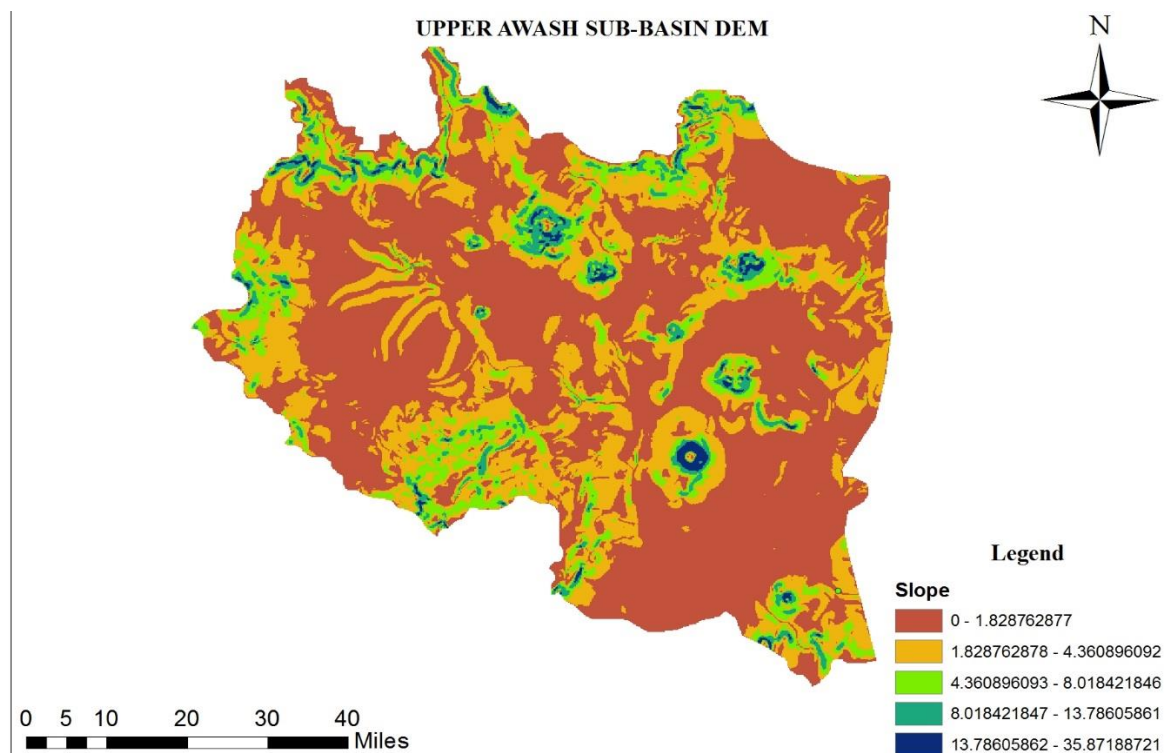 UPPER AWASH SUB-BASIN DEM
N
Legend
Slope
0 - 1.828762877
1.828762878 - 4.360896092
4.360896093 - 8.018421846
8.018421847 - 13.78605861
13.78605862 - 35.87188721
0 5 10 20 30 40
Miles